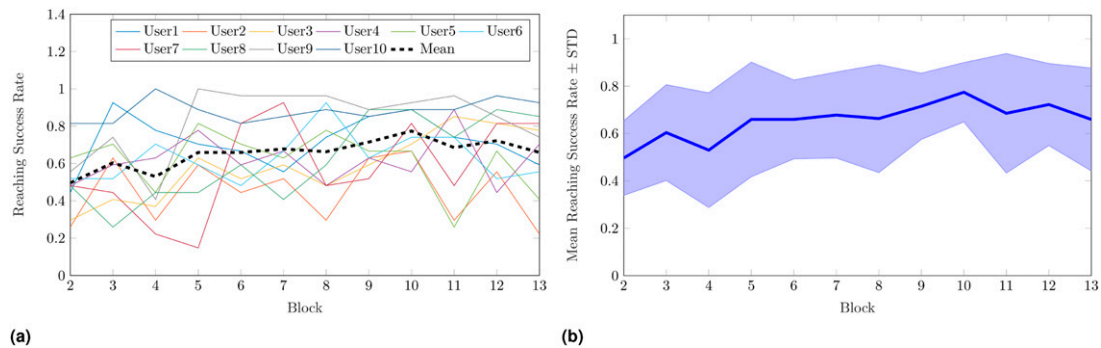 Reaching Success Rate
1.4
1.2
1
0.8
0.6
0.4
0.2
0
User1 User2 User3 User4 User5 User6
User7 User8 User9 User10 Mean
2 3 4 5 6 7 8 9 10 11 12 13
Block
(a)
Mean Reaching Success Rate ± STD
1
0.8
0.6
0.4
0.2
0
2 3 4 5 6 7 8 9 10 11 12 13
Block
(b)